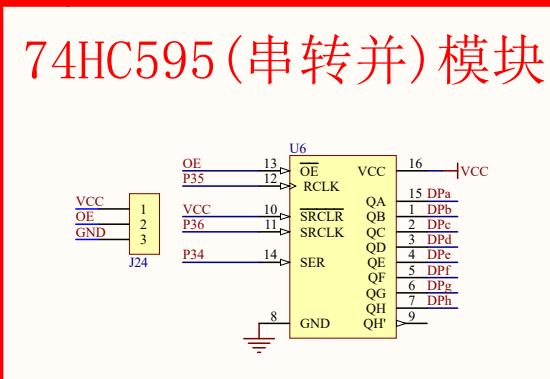 74HC595(串转并)模块
U6
OE 13 OE VCC 16 VCC
P35 12 RCLK
QA 15 DPa
VCC 10 SRCLR QB 1 DPb
P36 11 SRCLK QC 2 DPc
QD 3 DPd
P34 14 SER QE 4 DPe
QF 5 DPf
QG 6 DPg
QH 7 DPh
8 GND QH' 9
VCC 1
OE 2
GND 3
J24